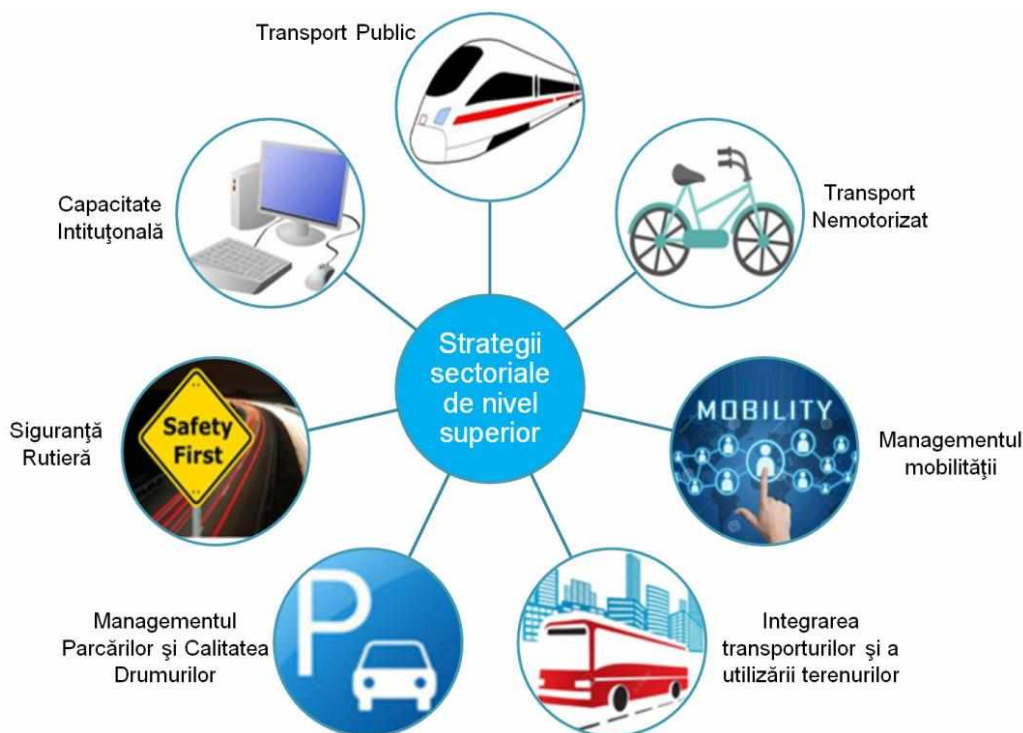 Transport Public
Capacitate
Intituţonală
Transport
Nemotorizat
Strategii
sectoriale
de nivel
superior
Siguranţă
Rutieră
Safety
First
MOBILITY
Managementul
mobilităţii
Managementul
Parcărilor şi Calitatea
Drumurilor
P
Integrarea
transporturilor şi a
utilizării terenurilor